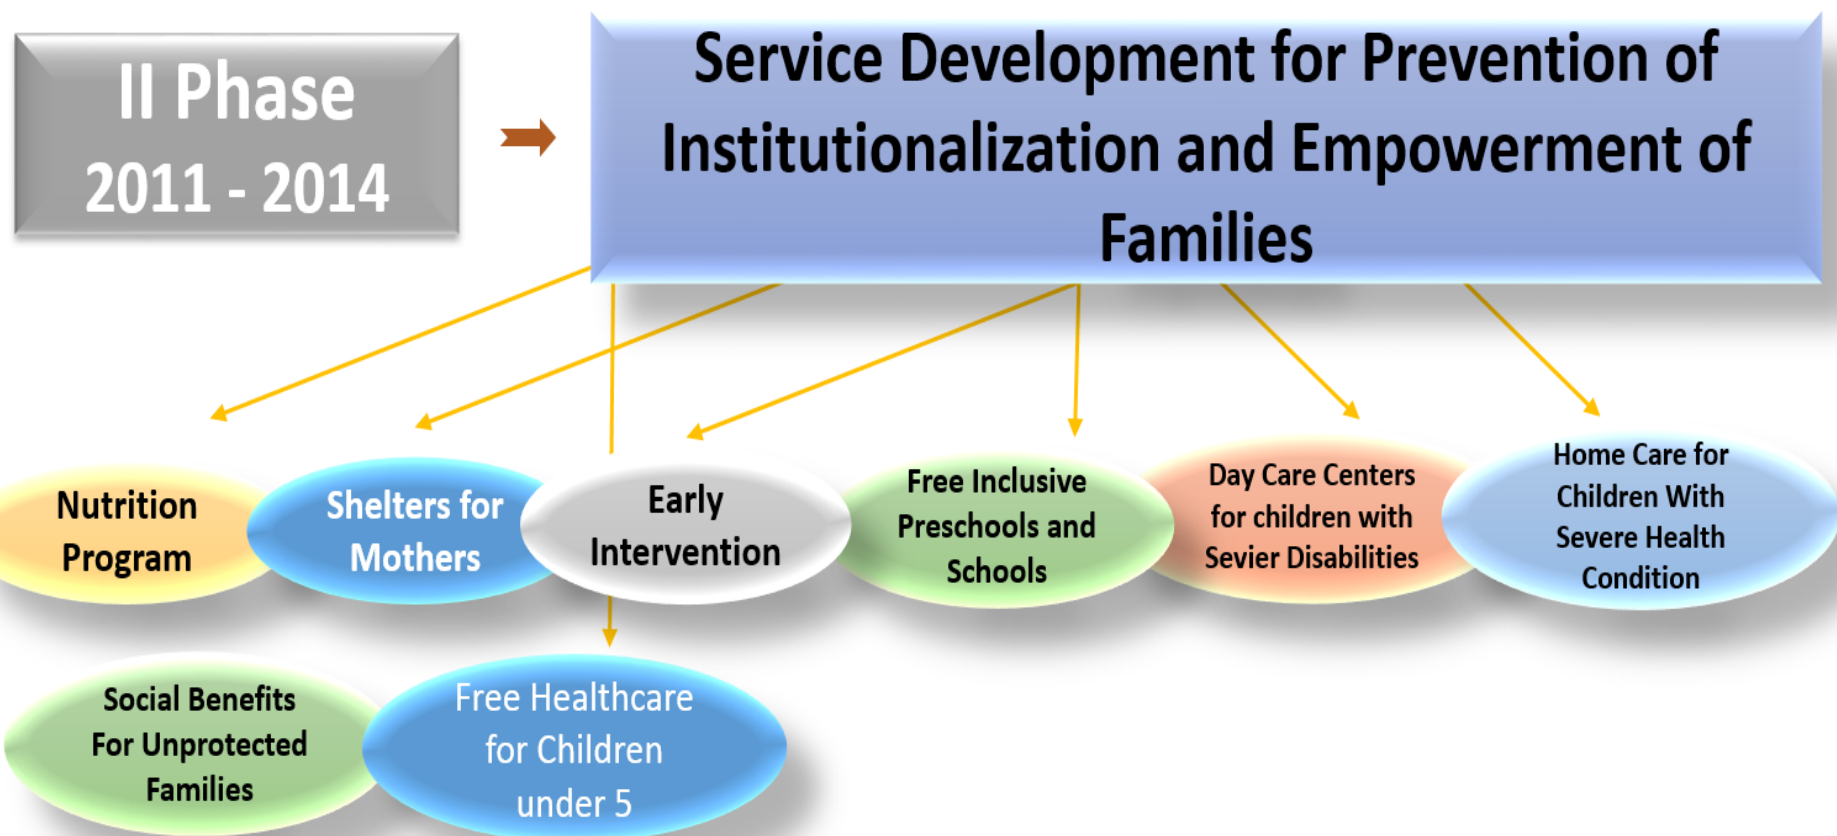 II Phase
2011 - 2014
Service Development for Prevention of
Institutionalization and Empowerment of
Families
Nutrition
Program
Shelters for
Mothers
Early
Intervention
Free Inclusive
Preschools and
Schools
Day Care Centers
for children with
Sevier Disabilities
Home Care for
Children With
Severe Health
Condition
Social Benefits
For Unprotected
Families
Free Healthcare
for Children
under 5